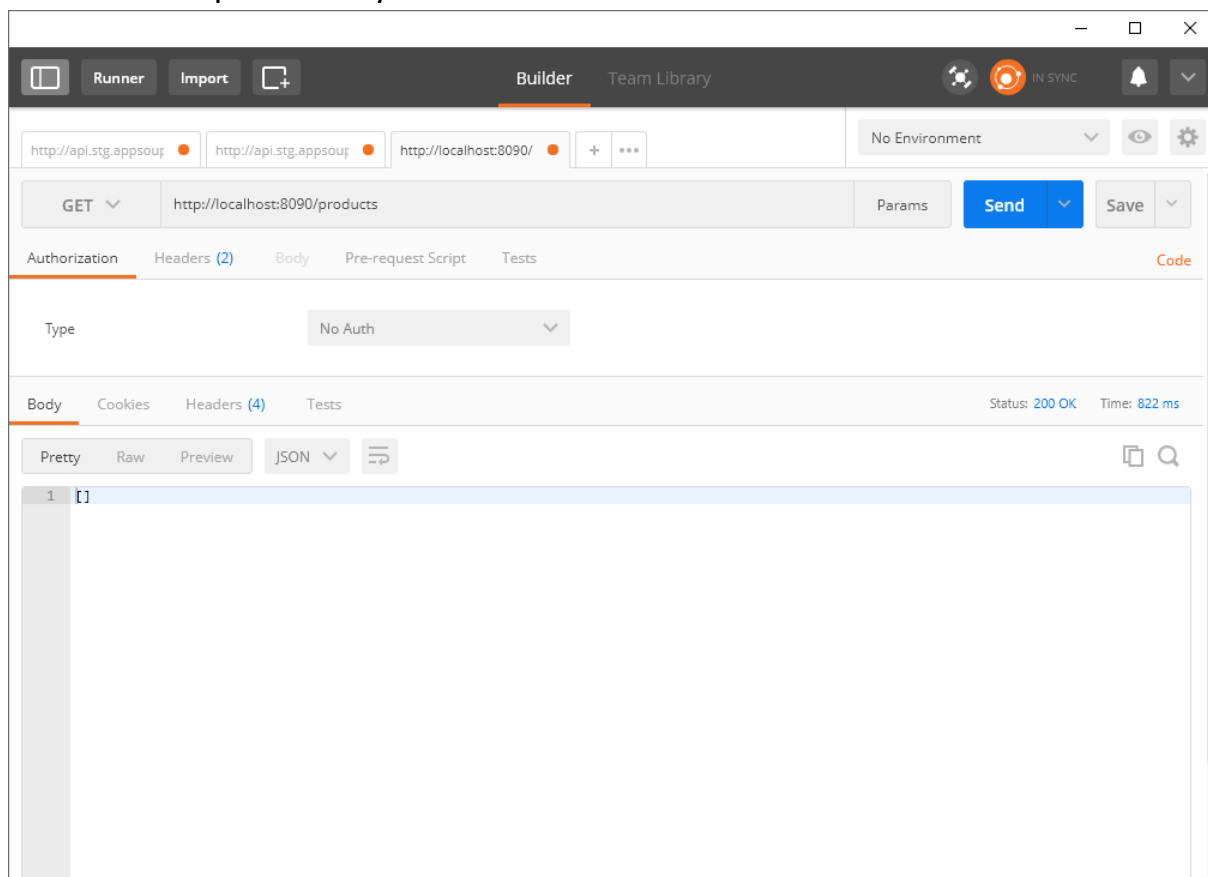 Runner Import Builder Team Library IN SYNC
http://api.stg.appsoup http://api.stg.appsoup http://localhost:8090/ + ••• No Environment
GET http://localhost:8090/products Params Send Save
Authorization Headers (2) Body Pre-request Script Tests Code
Type No Auth
Body Cookies Headers (4) Tests Status: 200 OK Time: 822 ms
Pretty Raw Preview JSON
1 []